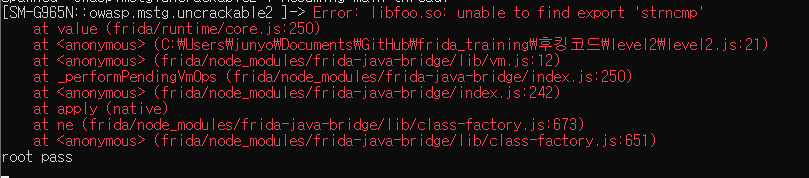 [SM-G965N::owasp.mstg.uncrackable2 ]-> Error: libfoo.so: unable to find export 'strncmp'
at value (frida/runtime/core.js:250)
at <anonymous> (C:₩Users₩junyo₩Documents₩GitHub₩frida_training₩후킹코드₩level2₩level2.js:21)
at <anonymous> (frida/node_modules/frida-java-bridge/lib/vm.js:12)
at _performPendingVmOps (frida/node_modules/frida-java-bridge/index.js:250)
at <anonymous> (frida/node_modules/frida-java-bridge/index.js:242)
at apply (native)
at ne (frida/node_modules/frida-java-bridge/lib/class-factory.js:673)
at <anonymous> (frida/node_modules/frida-java-bridge/lib/class-factory.js:651)
root pass